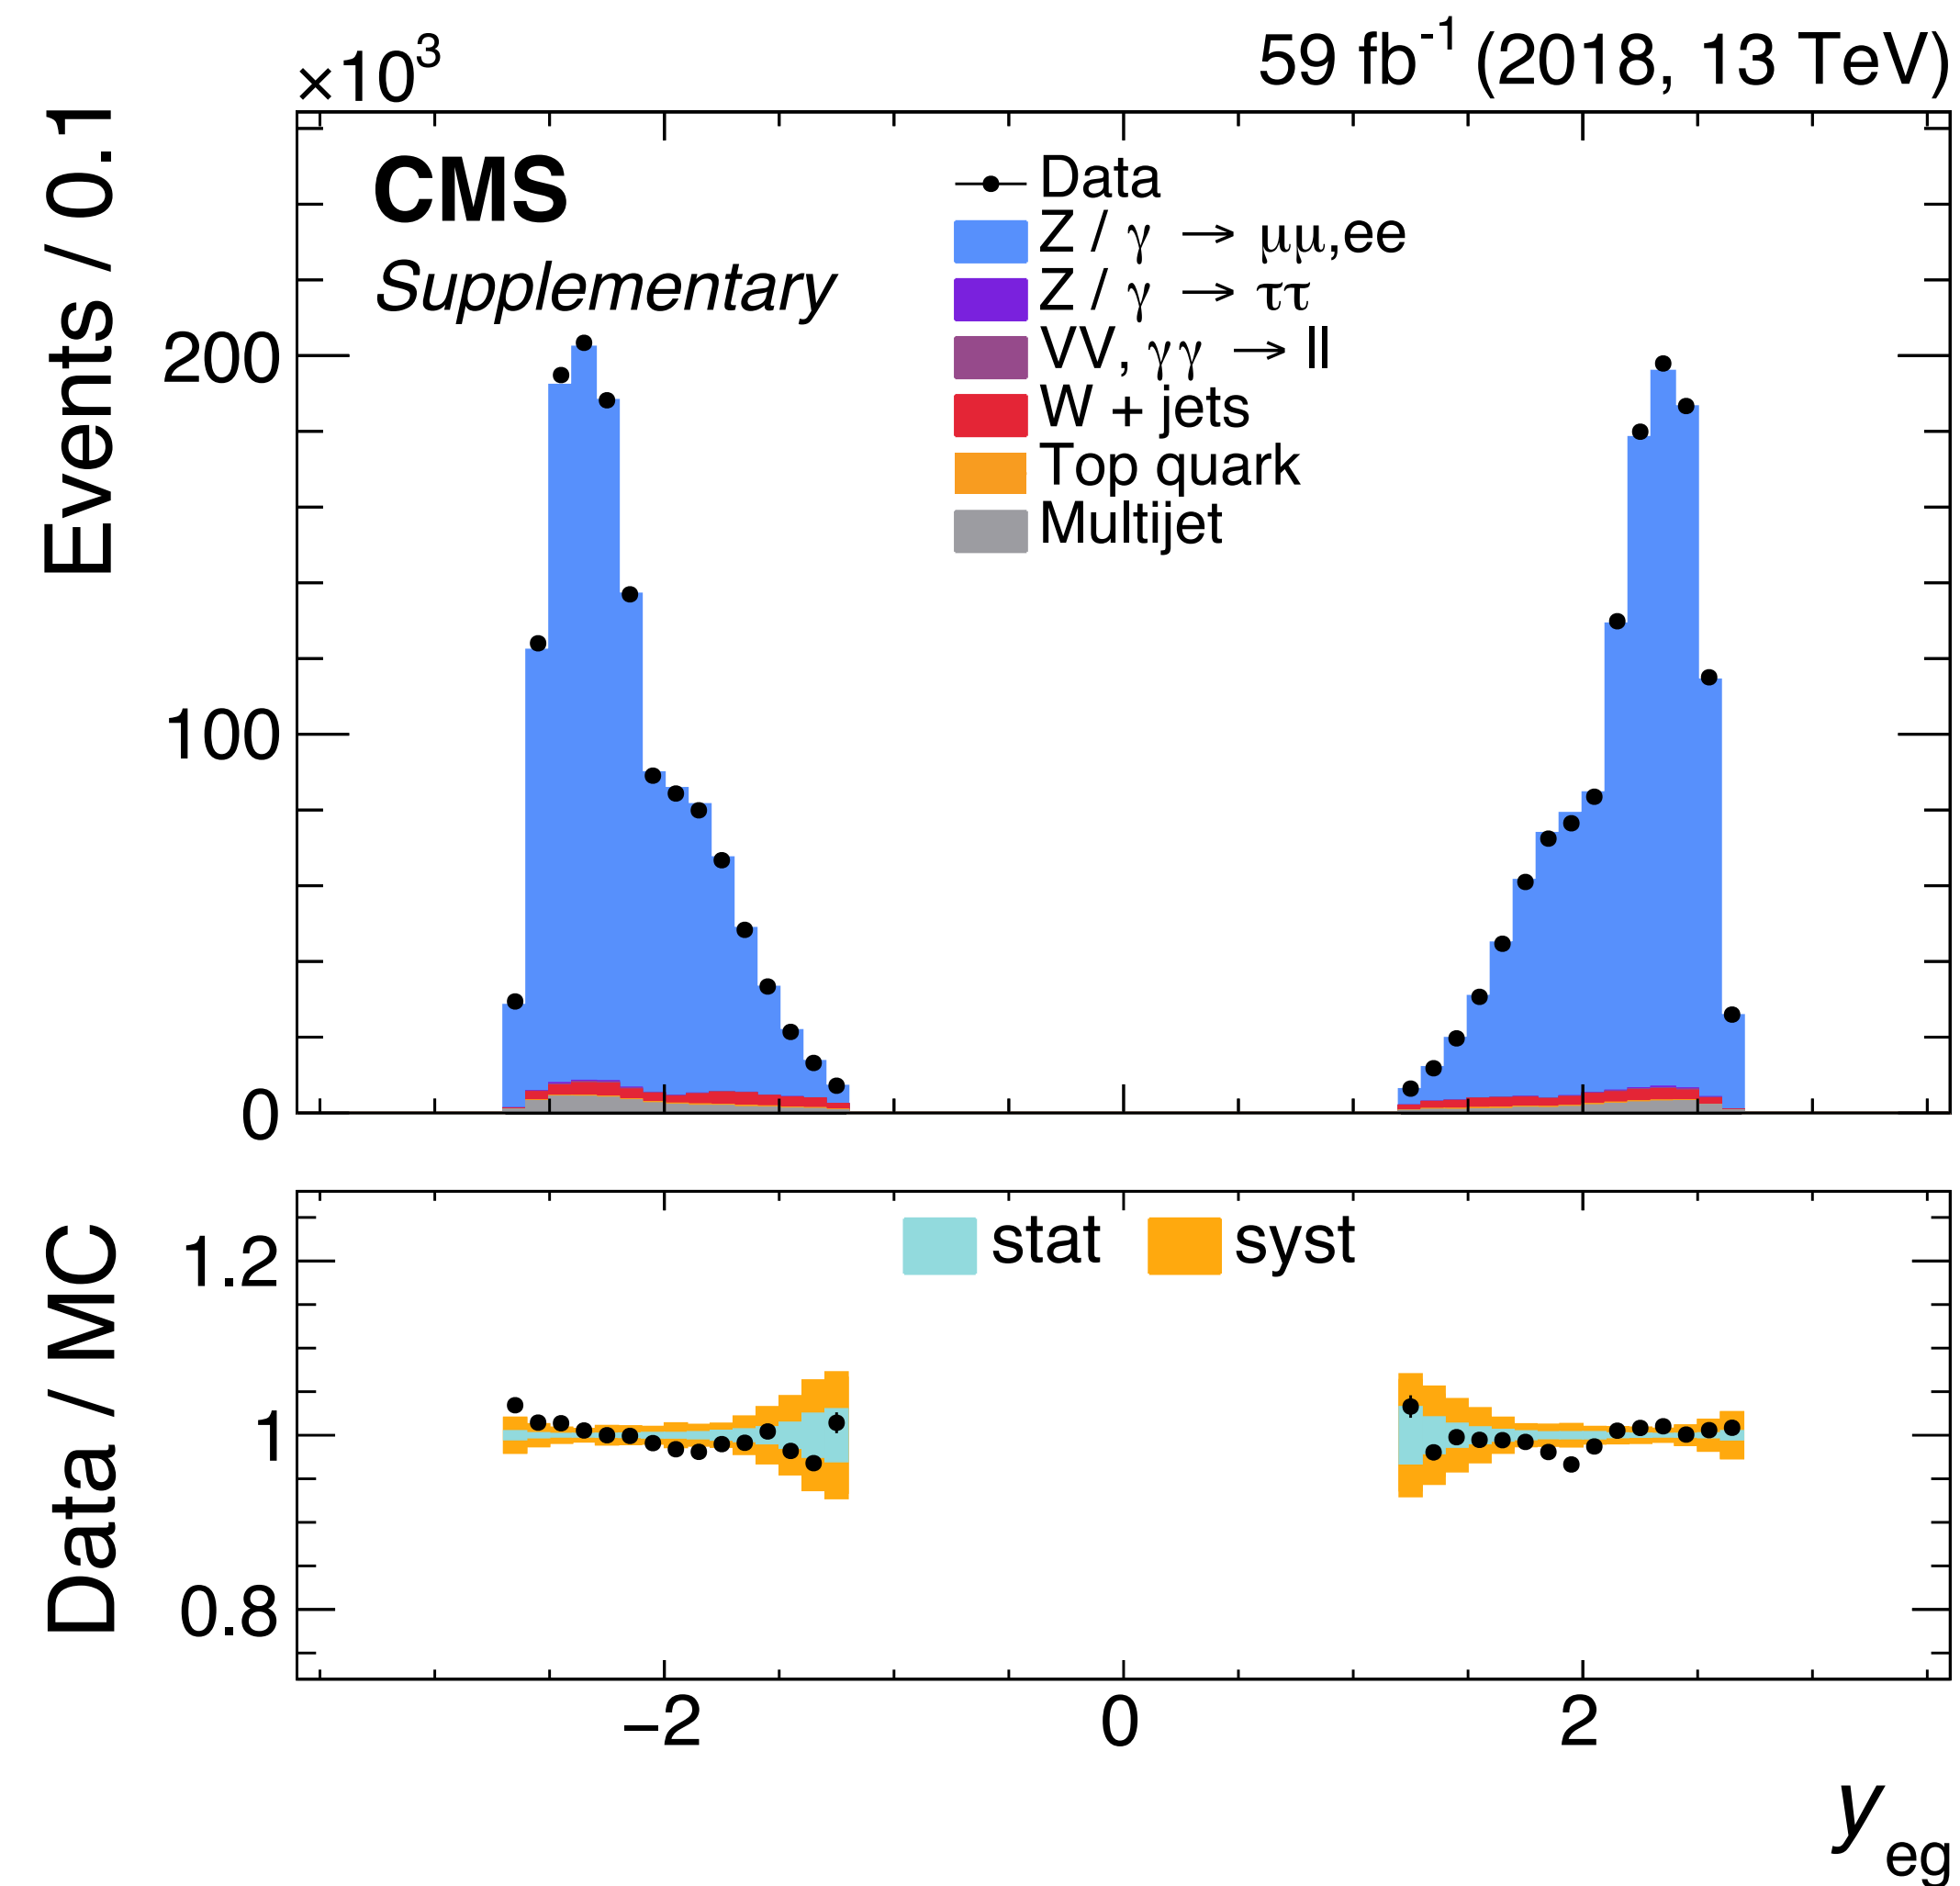 ×10³
59 fb⁻¹ (2018, 13 TeV)
Events / 0.1
CMS
Supplementary
Data
Z / γ → μμ,ee
Z / γ → ττ
VV, γγ → ll
W + jets
Top quark
Multijet
200
100
0
Data / MC
stat
syst
1.2
1
0.8
−2
0
2
y_eg